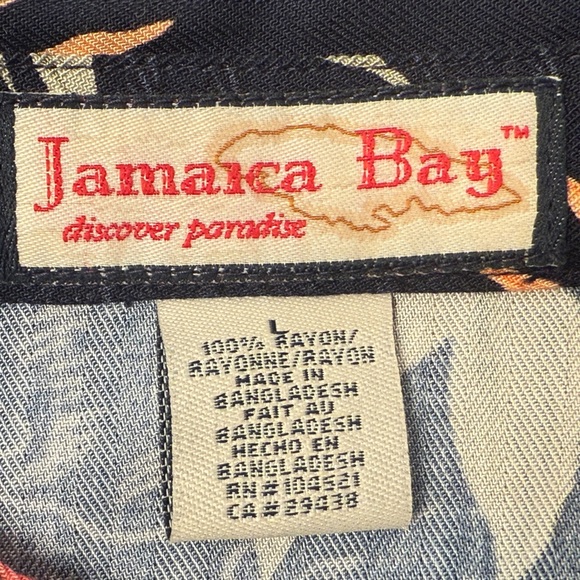 Jamaica Bay™
discover paradise
L
100% RAYON/
RAYONNE/RAYON
MADE IN
BANGLADESH
FAIT AU
BANGLADESH
HECHO EN
BANGLADESH
RN # 104521
CA # 29438